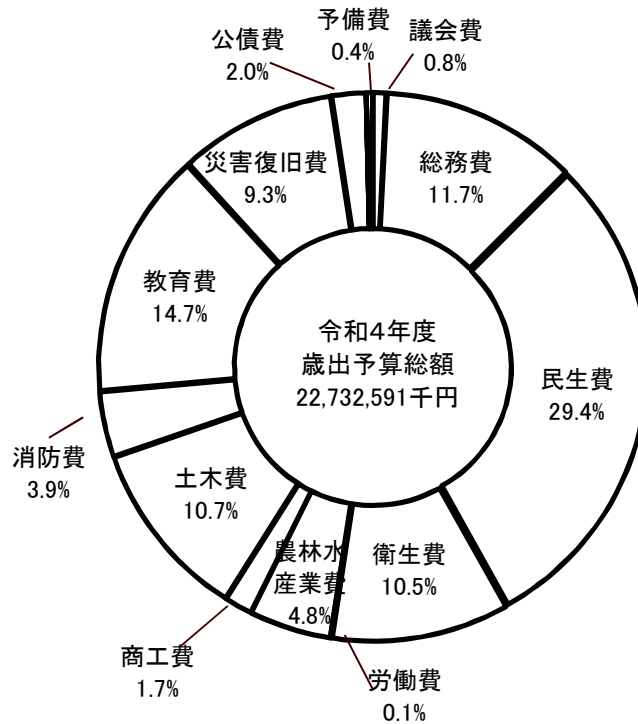 予備費
0.4%
議会費
0.8%
公債費
2.0%
災害復旧費
9.3%
総務費
11.7%
教育費
14.7%
令和4年度
歳出予算総額
22,732,591千円
民生費
29.4%
消防費
3.9%
土木費
10.7%
農林水
産業費
4.8%
衛生費
10.5%
商工費
1.7%
労働費
0.1%